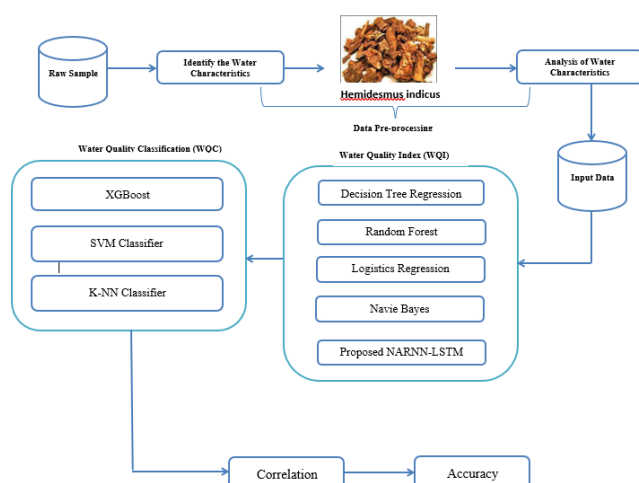 Raw Sample
Identify the Water
Characteristics
Hemidesmus indicus
Analysis of Water
Characteristics
Data Pre-processing
Input Data
Water Quality Index (WQI)
Decision Tree Regression
Random Forest
Logistics Regression
Navie Bayes
Proposed NARNN-LSTM
Water Quality Classification (WQC)
XGBoost
SVM Classifier
K-NN Classifier
Correlation
Accuracy